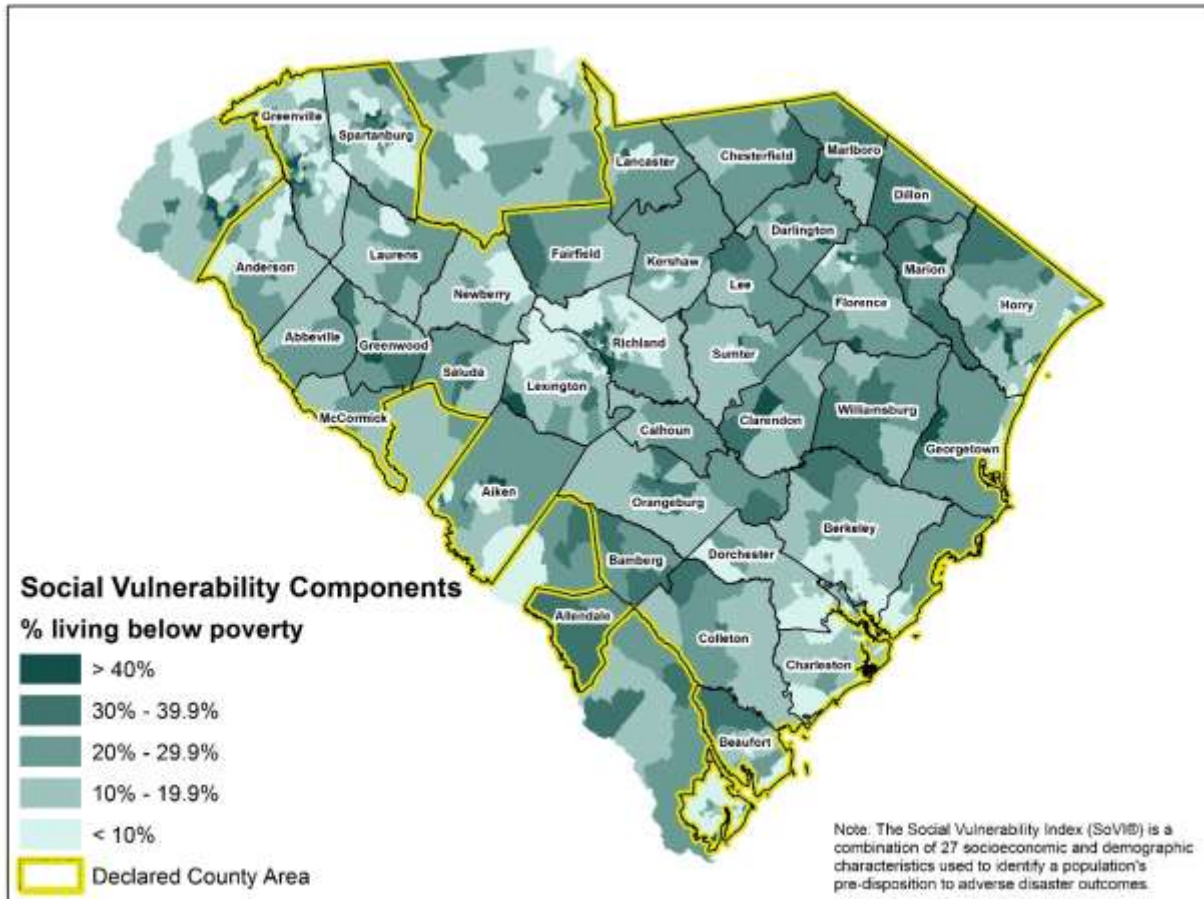 Greenville
Spartanburg
Lancaster
Chesterfield
Marlboro
Dillon
Darlington
Laurens
Fairfield
Anderson
Kershaw
Marion
Newberry
Lee
Florence
Horry
Abbeville
Greenwood
Richland
Saluda
Sumter
Lexington
McCormick
Clarendon
Williamsburg
Calhoun
Georgetown
Aiken
Orangeburg
Berkeley
Bamberg
Dorchester
Allendale
Colleton
Charleston
Beaufort
Social Vulnerability Components
% living below poverty
> 40%
30% - 39.9%
20% - 29.9%
10% - 19.9%
< 10%
Declared County Area
Note: The Social Vulnerability Index (SoVI®) is a
combination of 27 socioeconomic and demographic
characteristics used to identify a population's
pre-disposition to adverse disaster outcomes.